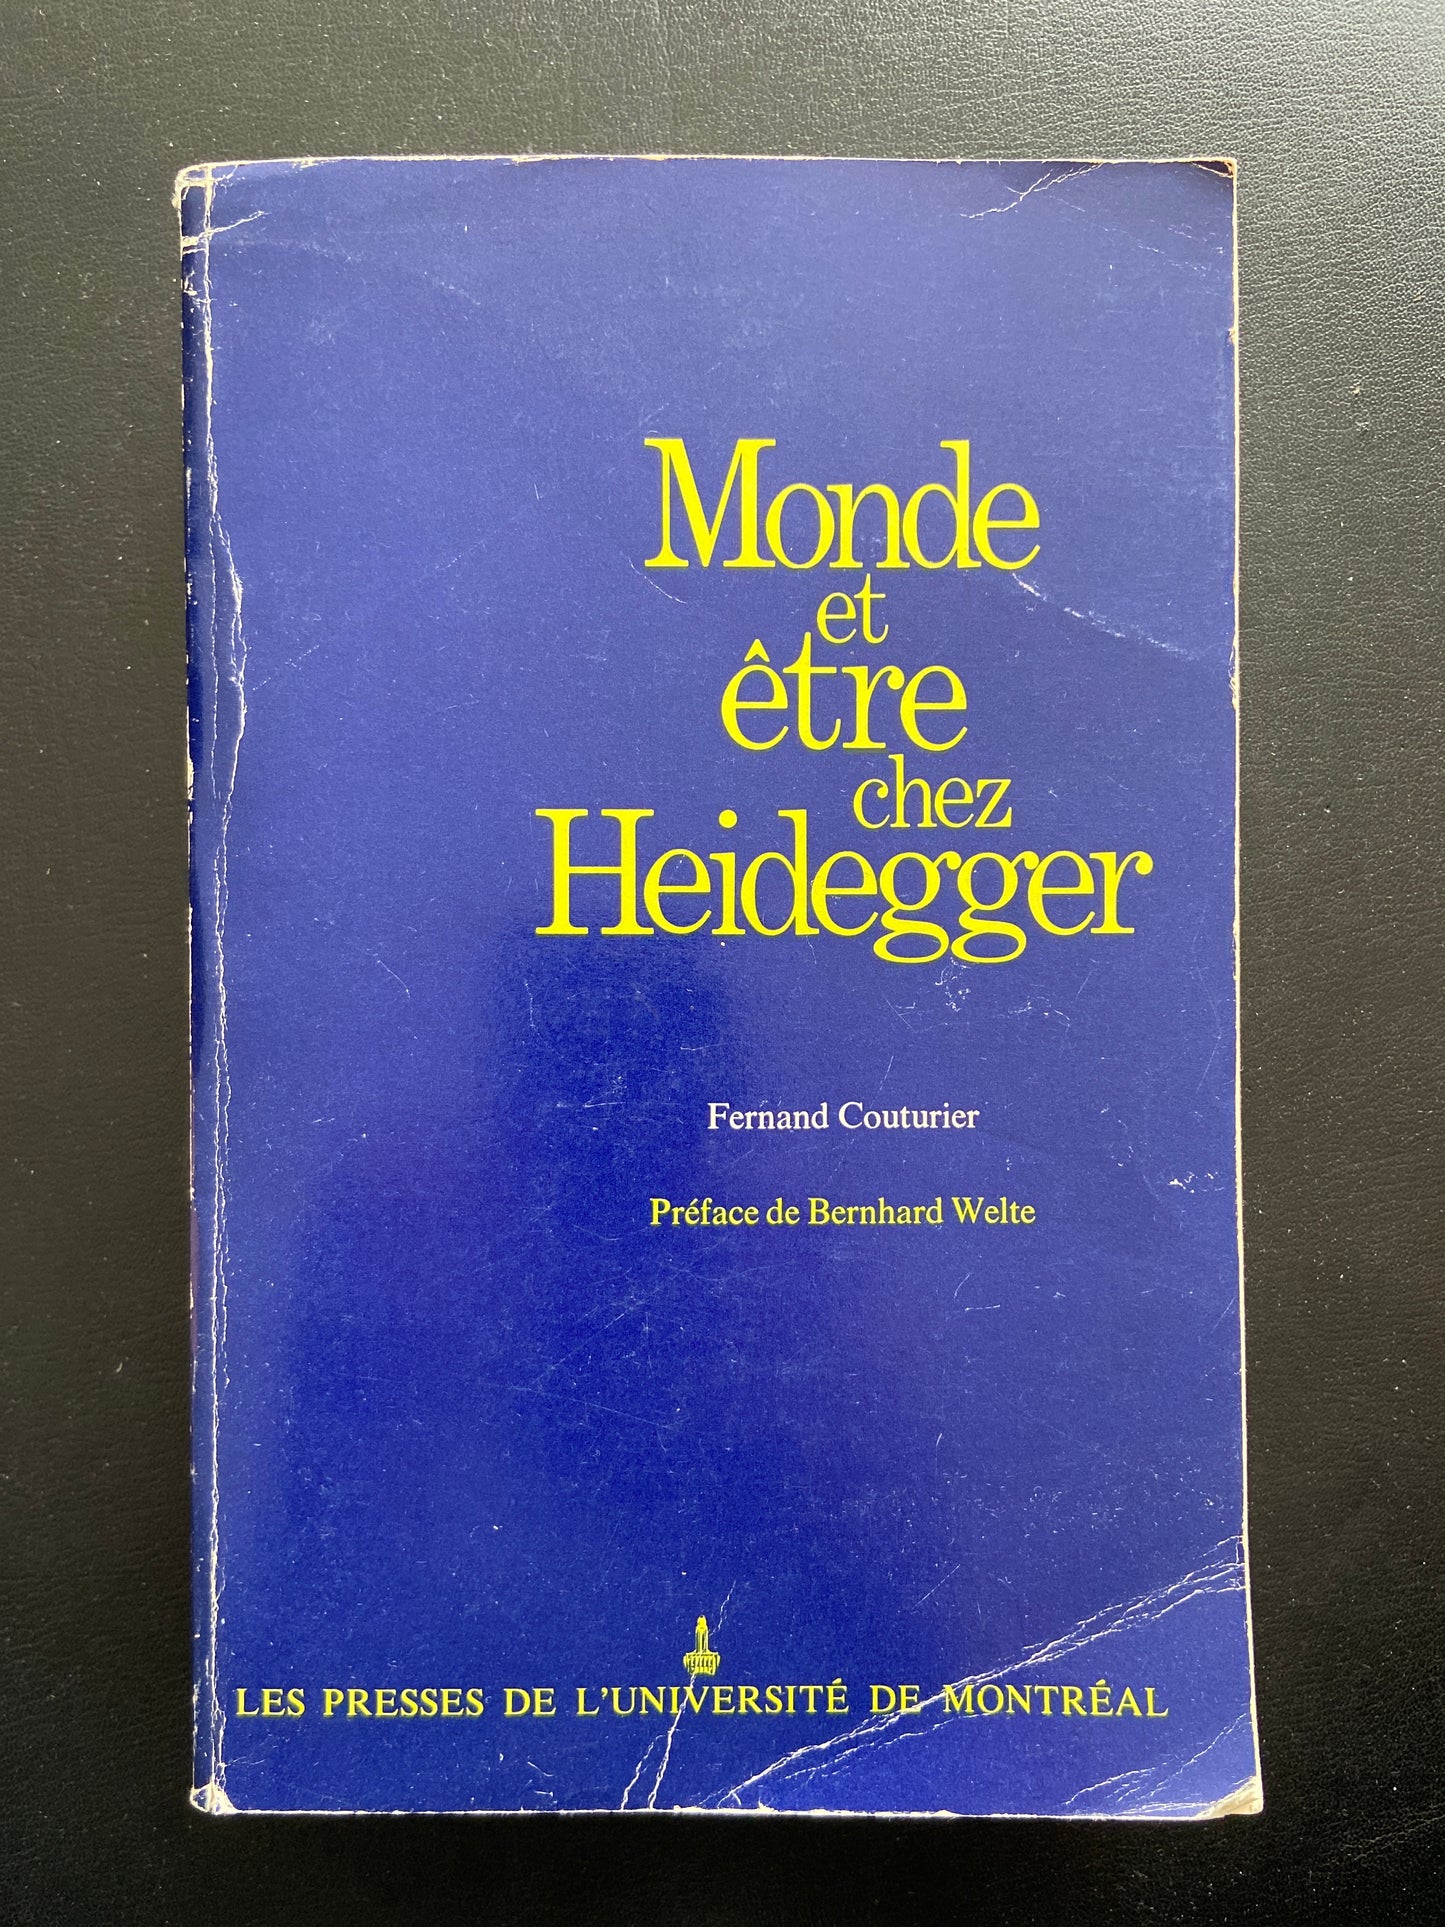 Monde
et
être
chez
Heidegger
Fernand Couturier
Préface de Bernhard Welte
LES PRESSES DE L'UNIVERSITÉ DE MONTRÉAL